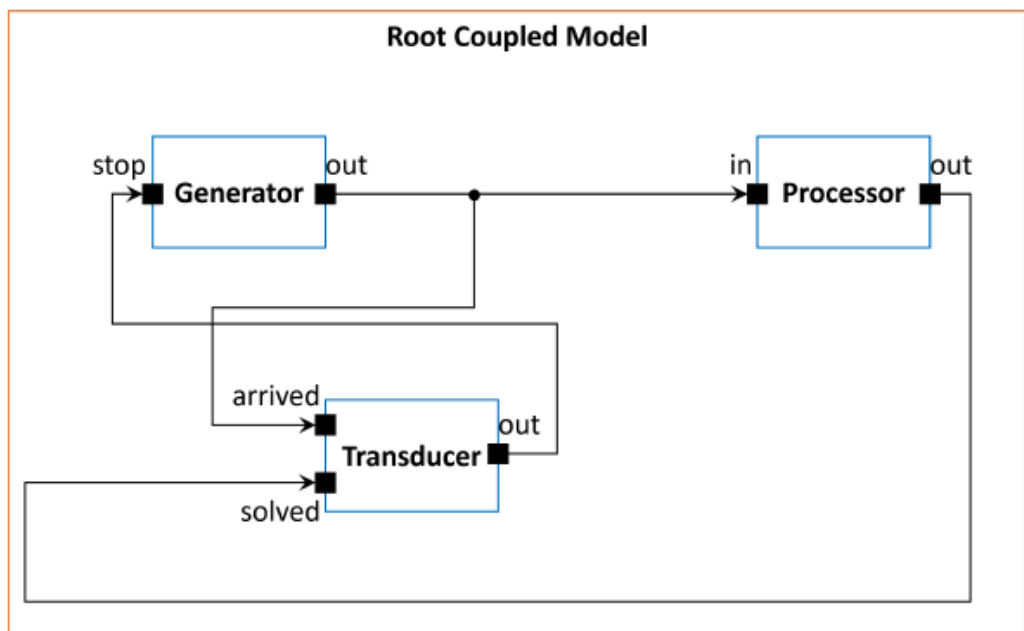 Root Coupled Model
stop
out
Generator
in
out
Processor
arrived
out
Transducer
solved